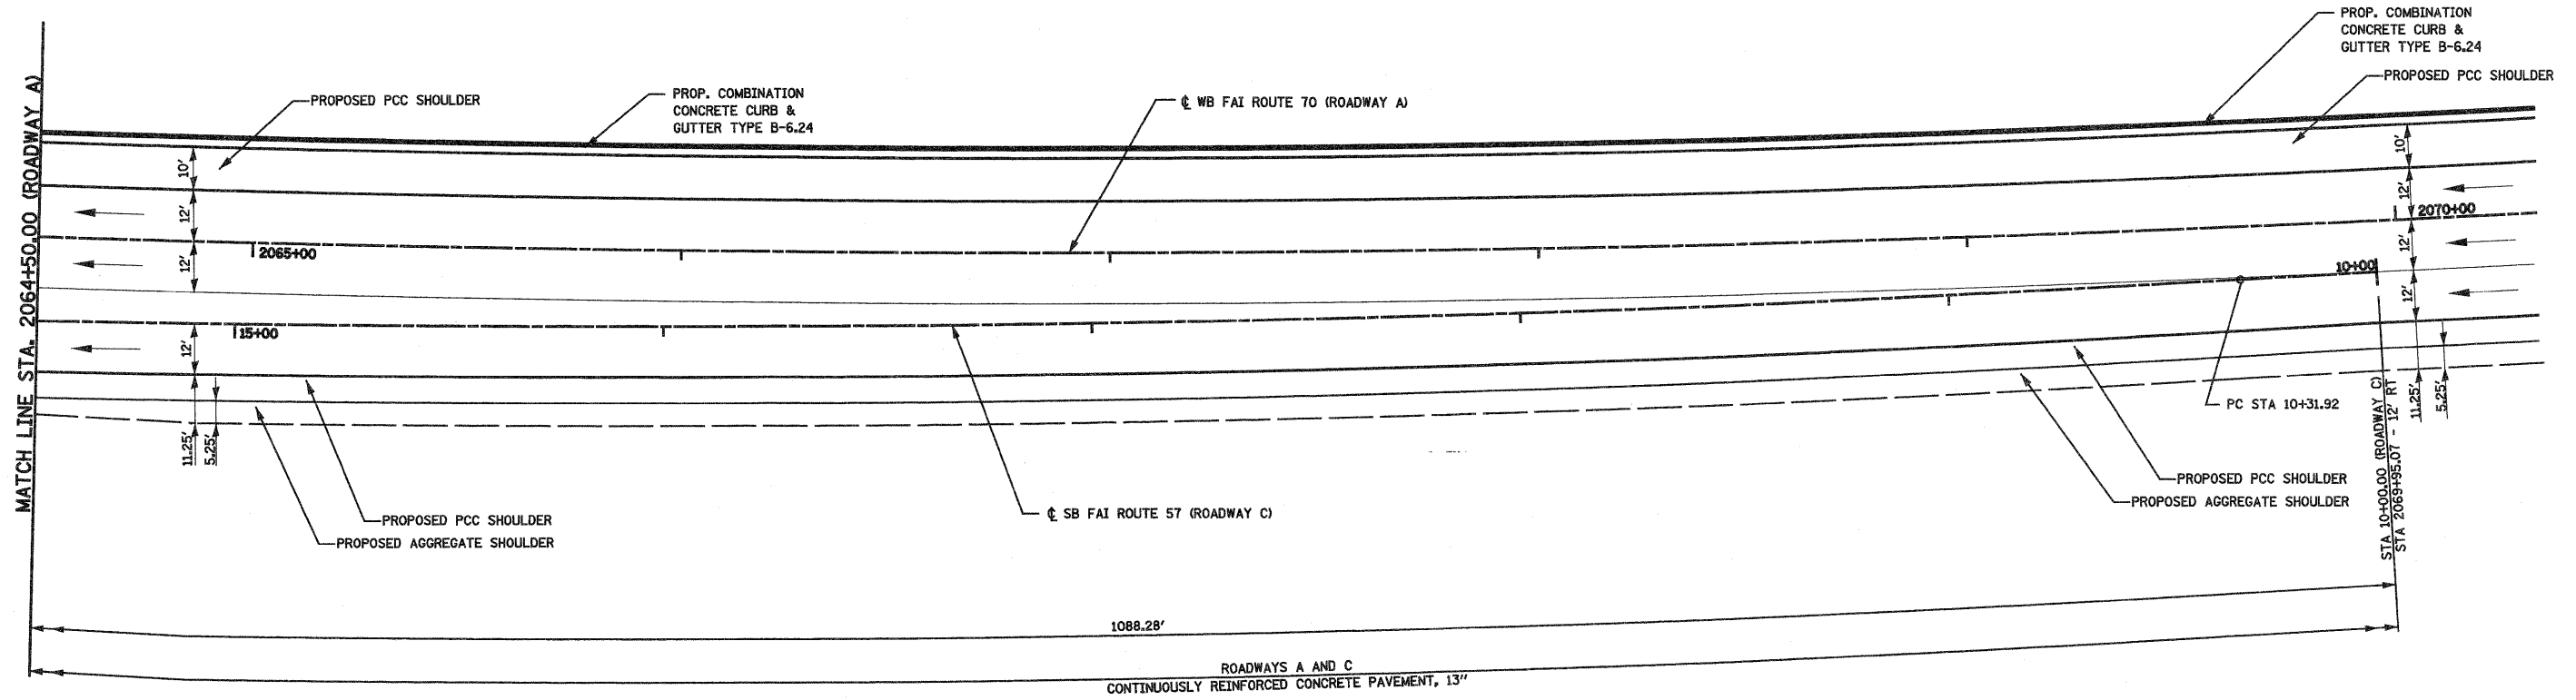 PROP. COMBINATION
CONCRETE CURB &
GUTTER TYPE B-6.24
PROPOSED PCC SHOULDER
PROPOSED PCC SHOULDER
PROP. COMBINATION
CONCRETE CURB &
GUTTER TYPE B-6.24
℄ WB FAI ROUTE 70 (ROADWAY A)
MATCH LINE STA. 2064+50.00 (ROADWAY A)
10'
12'
12'
12'
11.25'
5.25'
2065+00
15+00
10'
12'
12'
12'
11.25'
5.25'
2070+00
10+00
PC STA 10+31.92
STA 10+00.00 (ROADWAY C)
STA 2069+95.07 - 12' RT
PROPOSED PCC SHOULDER
PROPOSED AGGREGATE SHOULDER
℄ SB FAI ROUTE 57 (ROADWAY C)
PROPOSED PCC SHOULDER
PROPOSED AGGREGATE SHOULDER
1088.28'
ROADWAYS A AND C
CONTINUOUSLY REINFORCED CONCRETE PAVEMENT, 13"